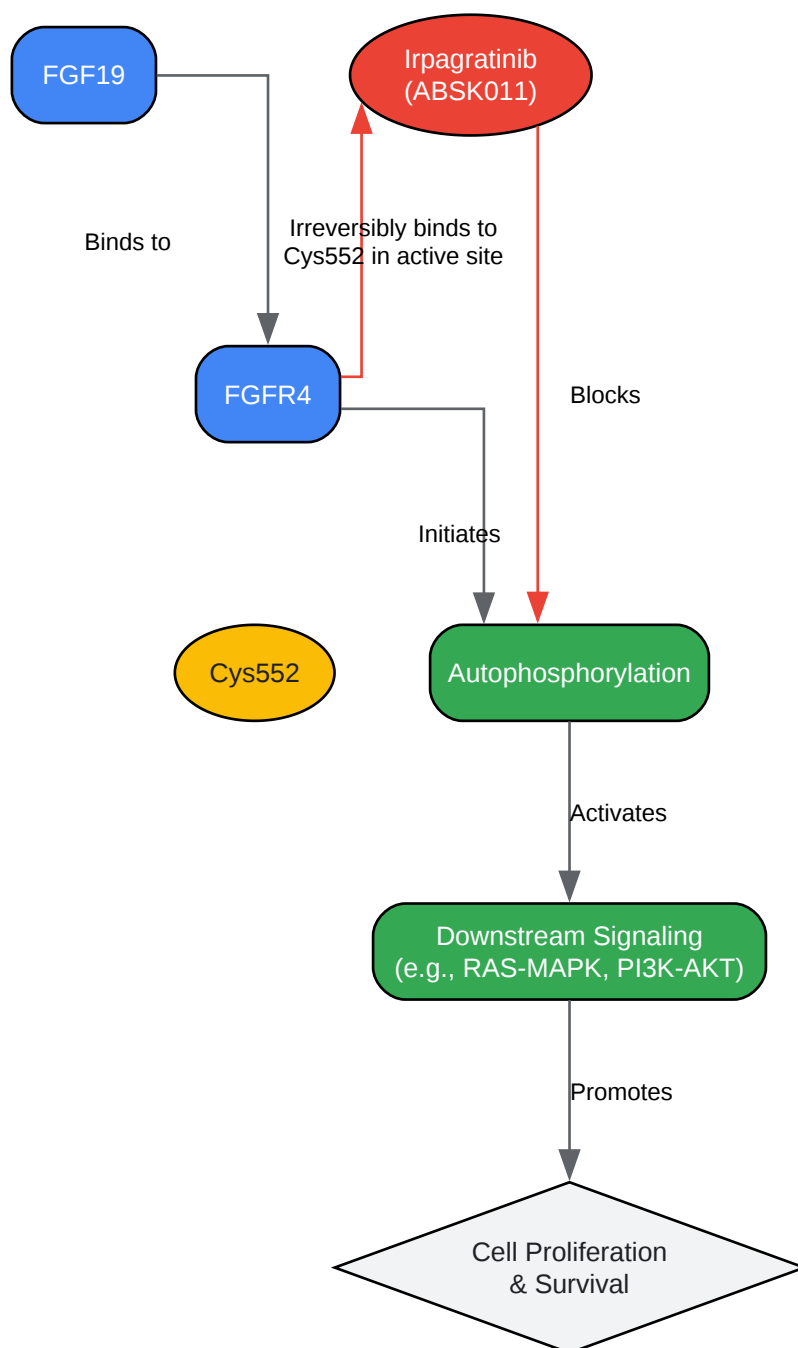 FGF19
Irpagratinib
(ABSK011)
Binds to
Irreversibly binds to
Cys552 in active site
FGFR4
Blocks
Initiates
Cys552
Autophosphorylation
Activates
Downstream Signaling
(e.g., RAS-MAPK, PI3K-AKT)
Promotes
Cell Proliferation
& Survival